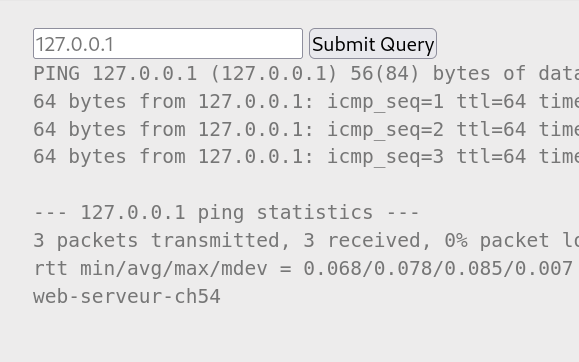 127.0.0.1 Submit Query
PING 127.0.0.1 (127.0.0.1) 56(84) bytes of data
64 bytes from 127.0.0.1: icmp_seq=1 ttl=64 time
64 bytes from 127.0.0.1: icmp_seq=2 ttl=64 time
64 bytes from 127.0.0.1: icmp_seq=3 ttl=64 time
--- 127.0.0.1 ping statistics ---
3 packets transmitted, 3 received, 0% packet lo
rtt min/avg/max/mdev = 0.068/0.078/0.085/0.007
web-serveur-ch54